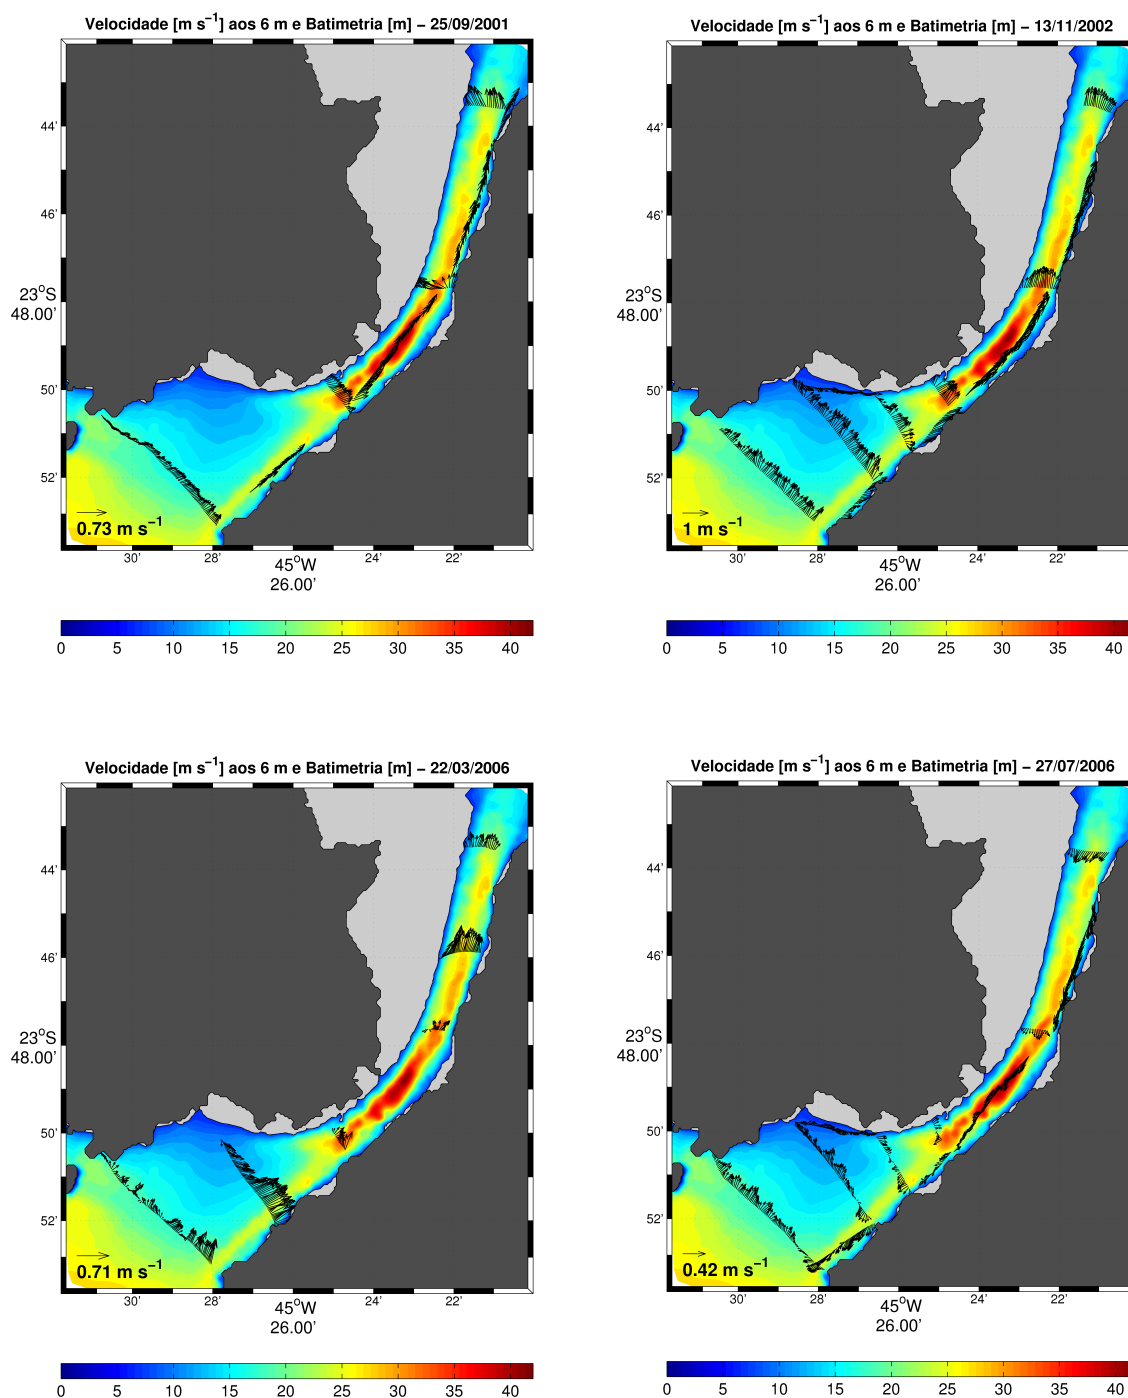 Velocidade [m s⁻¹] aos 6 m e Batimetria [m] − 25/09/2001
44'
46'
23°S
48.00'
50'
52'
0.73 m s⁻¹
30' 28' 45°W 24' 22'
26.00'
0 5 10 15 20 25 30 35 40
Velocidade [m s⁻¹] aos 6 m e Batimetria [m] − 13/11/2002
44'
46'
23°S
48.00'
50'
52'
1 m s⁻¹
30' 28' 45°W 24' 22'
26.00'
0 5 10 15 20 25 30 35 40
Velocidade [m s⁻¹] aos 6 m e Batimetria [m] − 22/03/2006
44'
46'
23°S
48.00'
50'
52'
0.71 m s⁻¹
30' 28' 45°W 24' 22'
26.00'
0 5 10 15 20 25 30 35 40
Velocidade [m s⁻¹] aos 6 m e Batimetria [m] − 27/07/2006
44'
46'
23°S
48.00'
50'
52'
0.42 m s⁻¹
30' 28' 45°W 24' 22'
26.00'
0 5 10 15 20 25 30 35 40